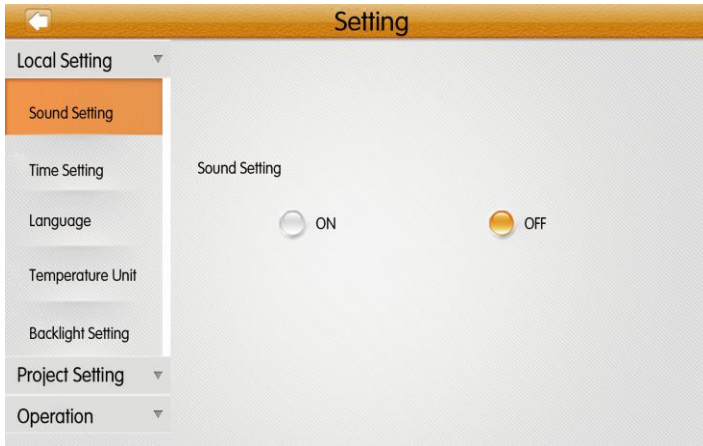 Setting
Local Setting
Sound Setting
Time Setting
Language
Temperature Unit
Backlight Setting
Project Setting
Operation
Sound Setting
ON OFF